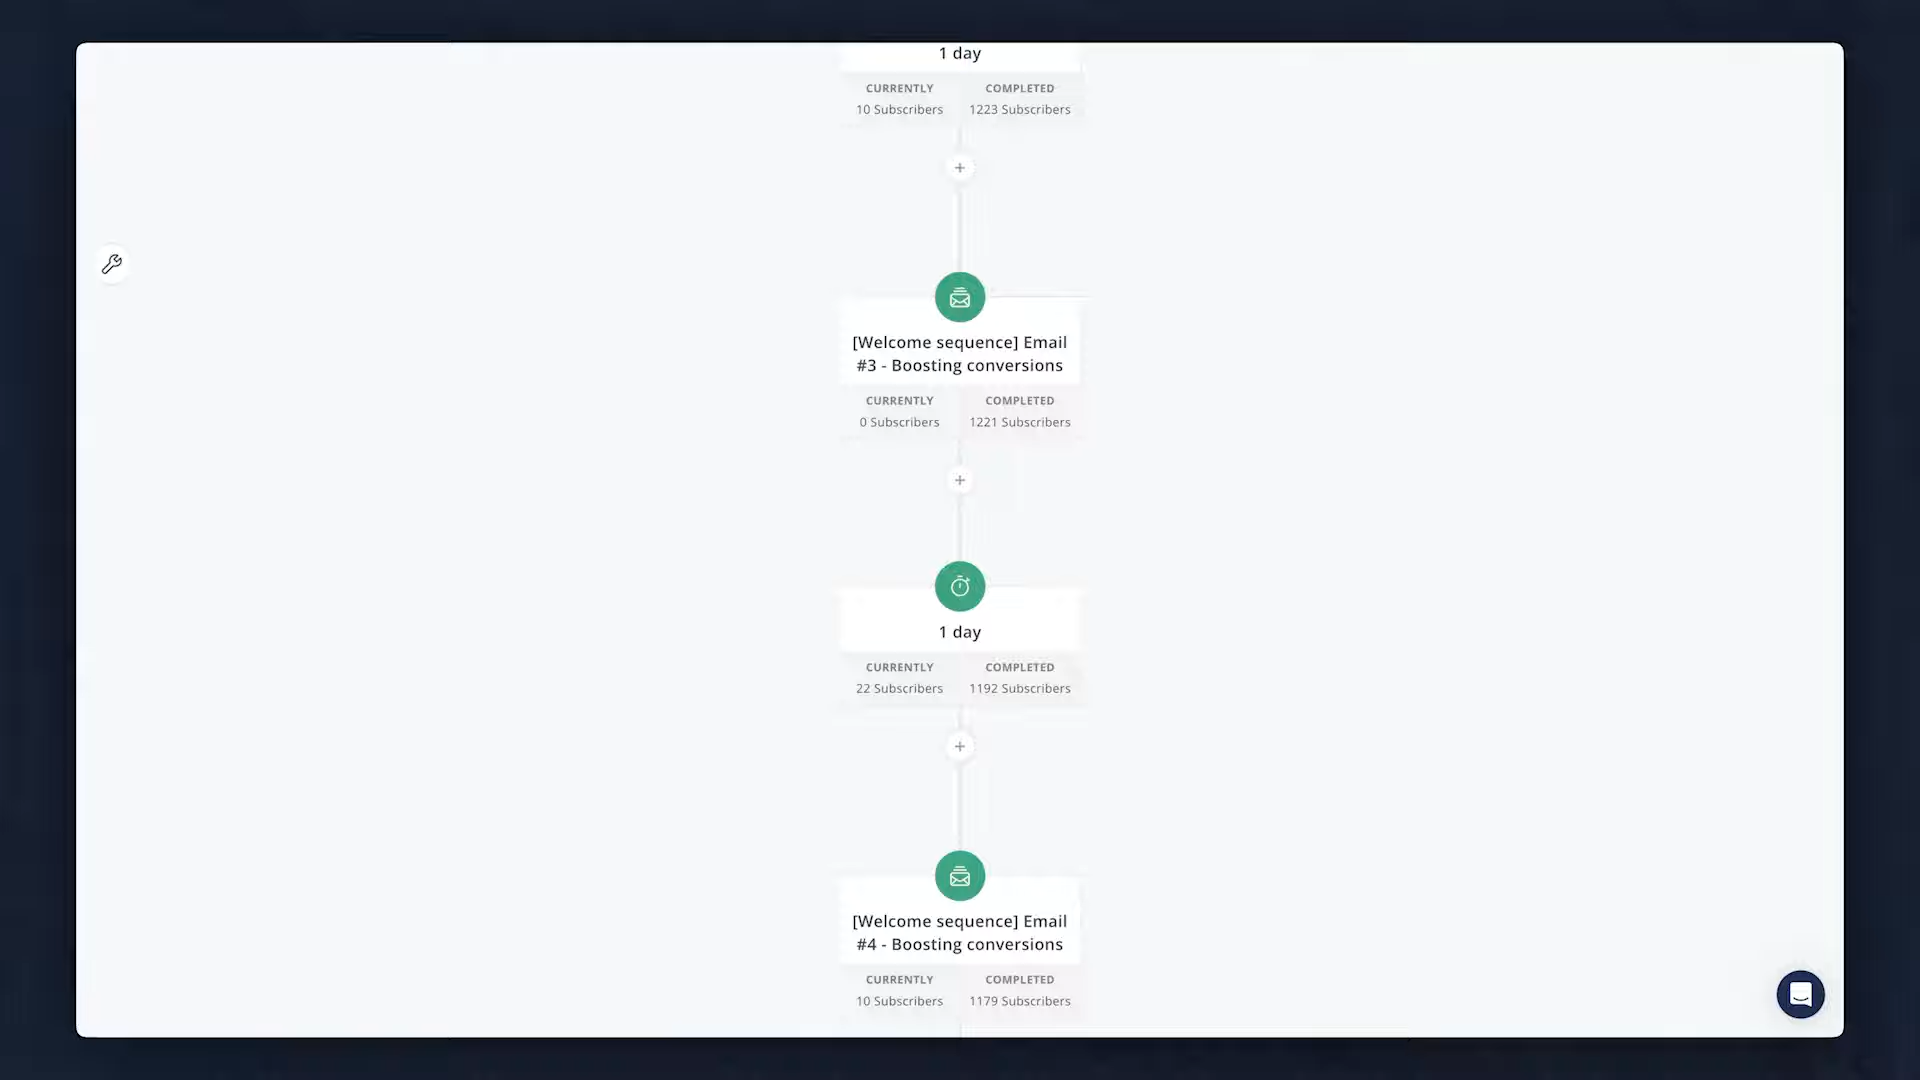 1 day
CURRENTLY COMPLETED
10 Subscribers 1223 Subscribers
+
[Welcome sequence] Email
#3 - Boosting conversions
CURRENTLY COMPLETED
0 Subscribers 1221 Subscribers
+
1 day
CURRENTLY COMPLETED
22 Subscribers 1192 Subscribers
+
[Welcome sequence] Email
#4 - Boosting conversions
CURRENTLY COMPLETED
10 Subscribers 1179 Subscribers